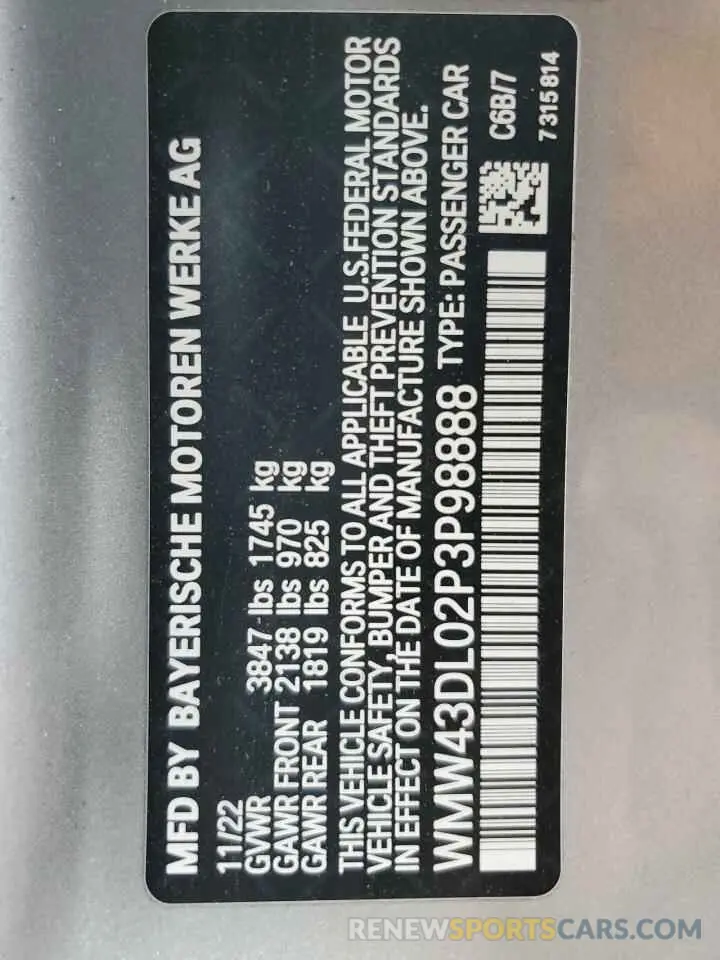 MFD BY BAYERISCHE MOTOREN WERKE AG
11/22
GVWR 3847 lbs 1745 kg
GAWR FRONT 2138 lbs 970 kg
GAWR REAR 1819 lbs 825 kg
THIS VEHICLE CONFORMS TO ALL APPLICABLE U.S.FEDERAL MOTOR
VEHICLE SAFETY, BUMPER AND THEFT PREVENTION STANDARDS
IN EFFECT ON THE DATE OF MANUFACTURE SHOWN ABOVE.
WMW43DL02P3P98888 TYPE: PASSENGER CAR
C6B/7
7315814
RENEWSPORTSCARS.COM